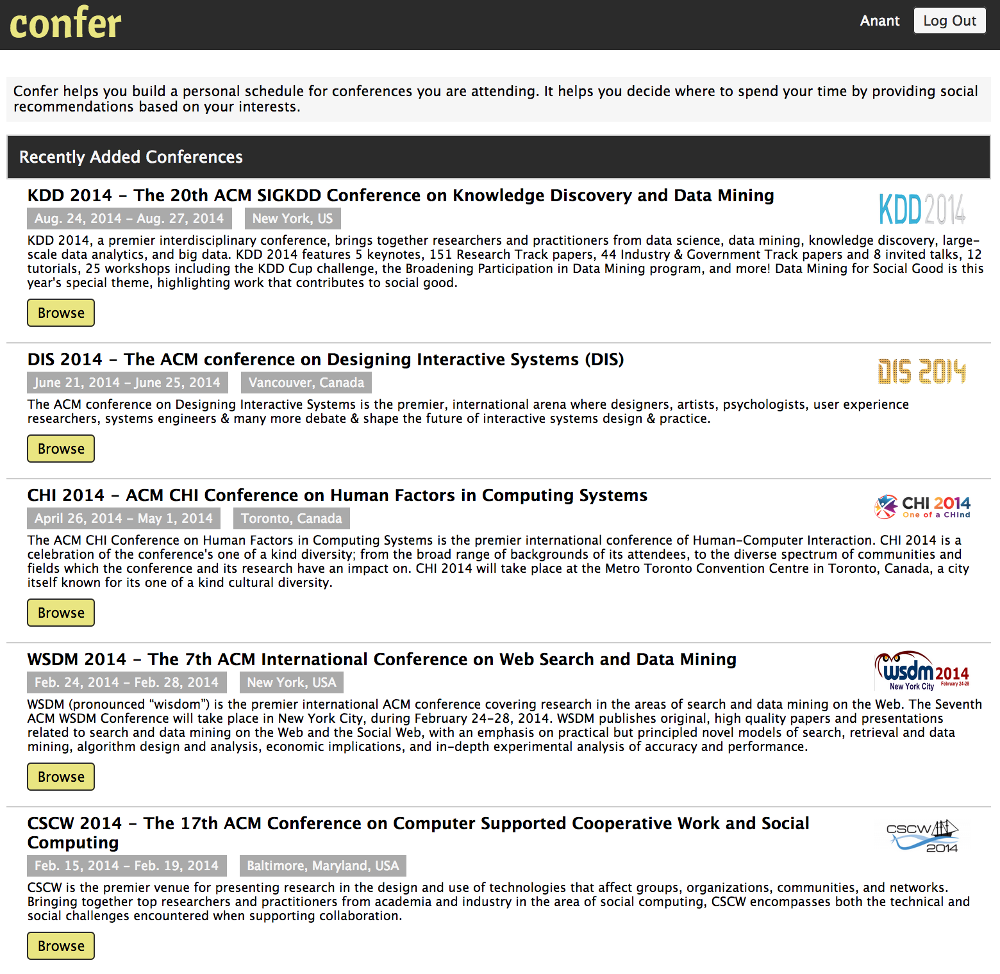 confer
Anant
Log Out
Confer helps you build a personal schedule for conferences you are attending. It helps you decide where to spend your time by providing social
recommendations based on your interests.
Recently Added Conferences
KDD 2014 - The 20th ACM SIGKDD Conference on Knowledge Discovery and Data Mining
KDD 2014
Aug. 24, 2014 - Aug. 27, 2014
New York, US
KDD 2014, a premier interdisciplinary conference, brings together researchers and practitioners from data science, data mining, knowledge discovery, large-
scale data analytics, and big data. KDD 2014 features 5 keynotes, 151 Research Track papers, 44 Industry & Government Track papers and 8 invited talks, 12
tutorials, 25 workshops including the KDD Cup challenge, the Broadening Participation in Data Mining program, and more! Data Mining for Social Good is this
year's special theme, highlighting work that contributes to social good.
Browse
DIS 2014 - The ACM conference on Designing Interactive Systems (DIS)
DIS 2014
June 21, 2014 - June 25, 2014
Vancouver, Canada
The ACM conference on Designing Interactive Systems is the premier, international arena where designers, artists, psychologists, user experience
researchers, systems engineers & many more debate & shape the future of interactive systems design & practice.
Browse
CHI 2014 - ACM CHI Conference on Human Factors in Computing Systems
CHI 2014
One of a CHInd
April 26, 2014 - May 1, 2014
Toronto, Canada
The ACM CHI Conference on Human Factors in Computing Systems is the premier international conference of Human-Computer Interaction. CHI 2014 is a
celebration of the conference's one of a kind diversity; from the broad range of backgrounds of its attendees, to the diverse spectrum of communities and
fields which the conference and its research have an impact on. CHI 2014 will take place at the Metro Toronto Convention Centre in Toronto, Canada, a city
itself known for its one of a kind cultural diversity.
Browse
WSDM 2014 - The 7th ACM International Conference on Web Search and Data Mining
wsdm 2014
New York City February 24-28
Feb. 24, 2014 - Feb. 28, 2014
New York, USA
WSDM (pronounced “wisdom”) is the premier international ACM conference covering research in the areas of search and data mining on the Web. The Seventh
ACM WSDM Conference will take place in New York City, during February 24-28, 2014. WSDM publishes original, high quality papers and presentations
related to search and data mining on the Web and the Social Web, with an emphasis on practical but principled novel models of search, retrieval and data
mining, algorithm design and analysis, economic implications, and in-depth experimental analysis of accuracy and performance.
Browse
CSCW 2014 - The 17th ACM Conference on Computer Supported Cooperative Work and Social
Computing
CSCW
2014
Feb. 15, 2014 - Feb. 19, 2014
Baltimore, Maryland, USA
CSCW is the premier venue for presenting research in the design and use of technologies that affect groups, organizations, communities, and networks.
Bringing together top researchers and practitioners from academia and industry in the area of social computing, CSCW encompasses both the technical and
social challenges encountered when supporting collaboration.
Browse